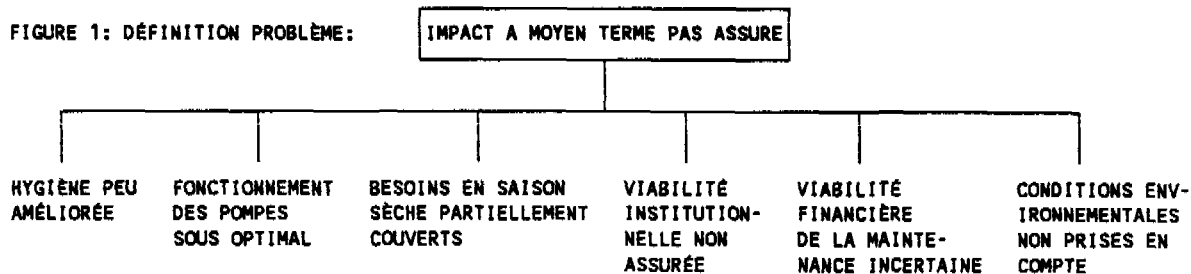 FIGURE 1: DÉFINITION PROBLÈME:
IMPACT A MOYEN TERME PAS ASSURE
HYGIÈNE PEU
AMÉLIORÉE
FONCTIONNEMENT
DES POMPES
SOUS OPTIMAL
BESOINS EN SAISON
SÈCHE PARTIELLEMENT
COUVERTS
VIABILITÉ
INSTITUTION-
NELLE NON
ASSURÉE
VIABILITÉ
FINANCIÈRE
DE LA MAINTE-
NANCE INCERTAINE
CONDITIONS ENV-
IRONNEMENTALES
NON PRISES EN
COMPTE